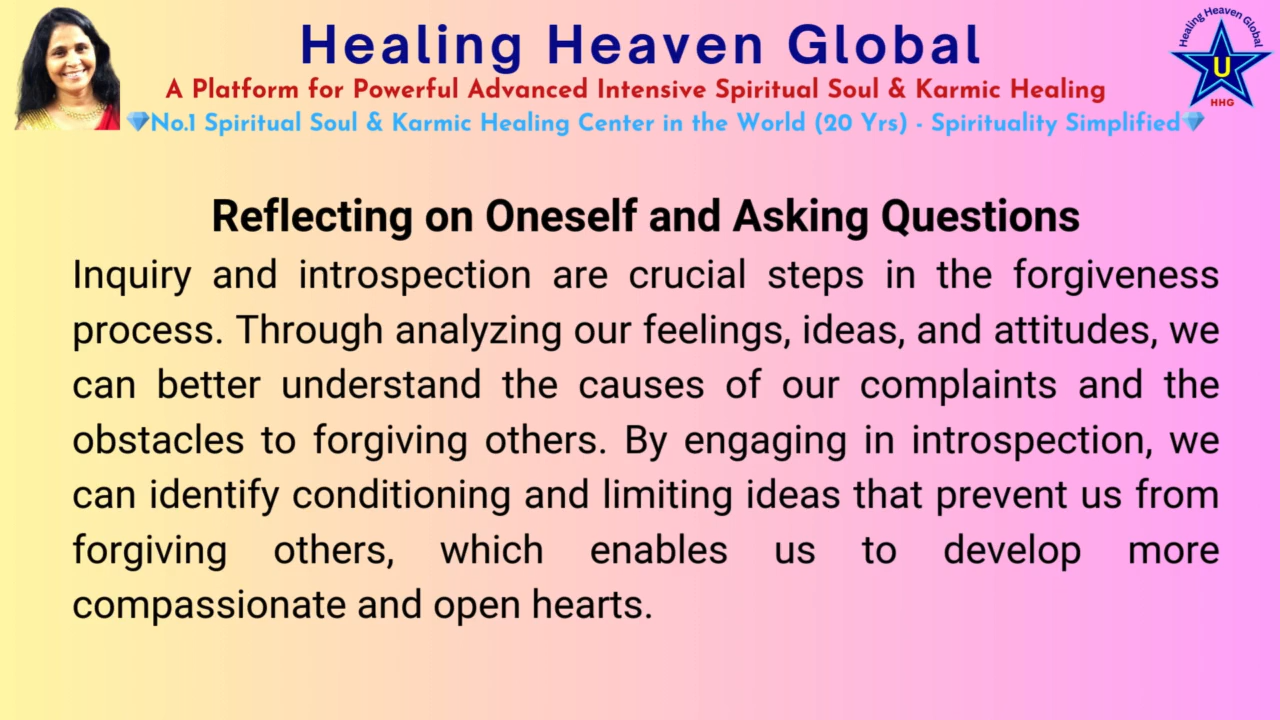 Healing Heaven Global
A Platform for Powerful Advanced Intensive Spiritual Soul & Karmic Healing
💎No.1 Spiritual Soul & Karmic Healing Center in the World (20 Yrs) - Spirituality Simplified💎
Healing Heaven Global
U
HHG
Reflecting on Oneself and Asking Questions
Inquiry and introspection are crucial steps in the forgiveness
process. Through analyzing our feelings, ideas, and attitudes, we
can better understand the causes of our complaints and the
obstacles to forgiving others. By engaging in introspection, we
can identify conditioning and limiting ideas that prevent us from
forgiving others, which enables us to develop more
compassionate and open hearts.